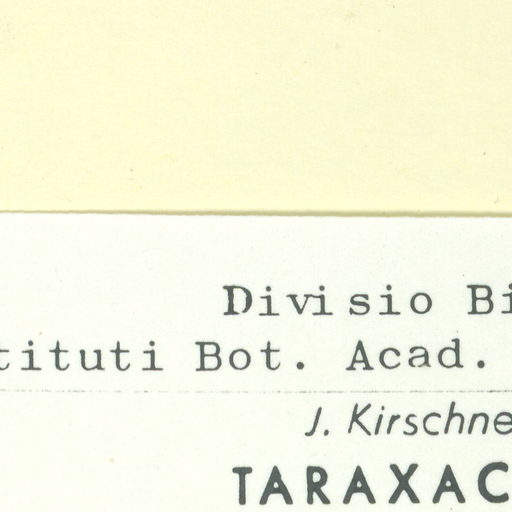 Divisio Bi
tituti Bot. Acad.
J. Kirschne
TARAXAC